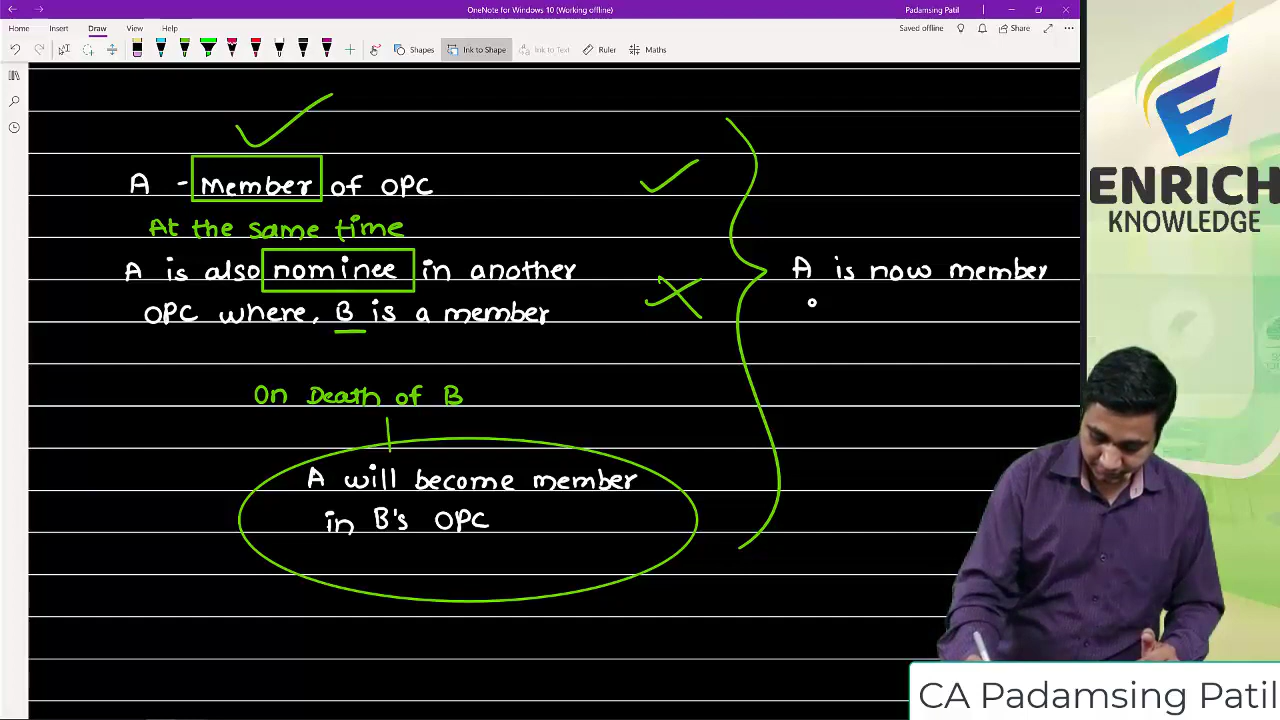 OneNote for Windows 10 (Working offline)
Padamsing Patil
Home Insert Draw View Help
Saved offline
Share
Shapes
Ink to Shape
Ink to Text
Ruler
Maths
A - Member of OPC
At the same time
A is also nominee in another
OPC where, B is a member
On Death of B
A will become member
in B's OPC
A is now member
o
ENRICH
KNOWLEDGE
CA Padamsing Patil